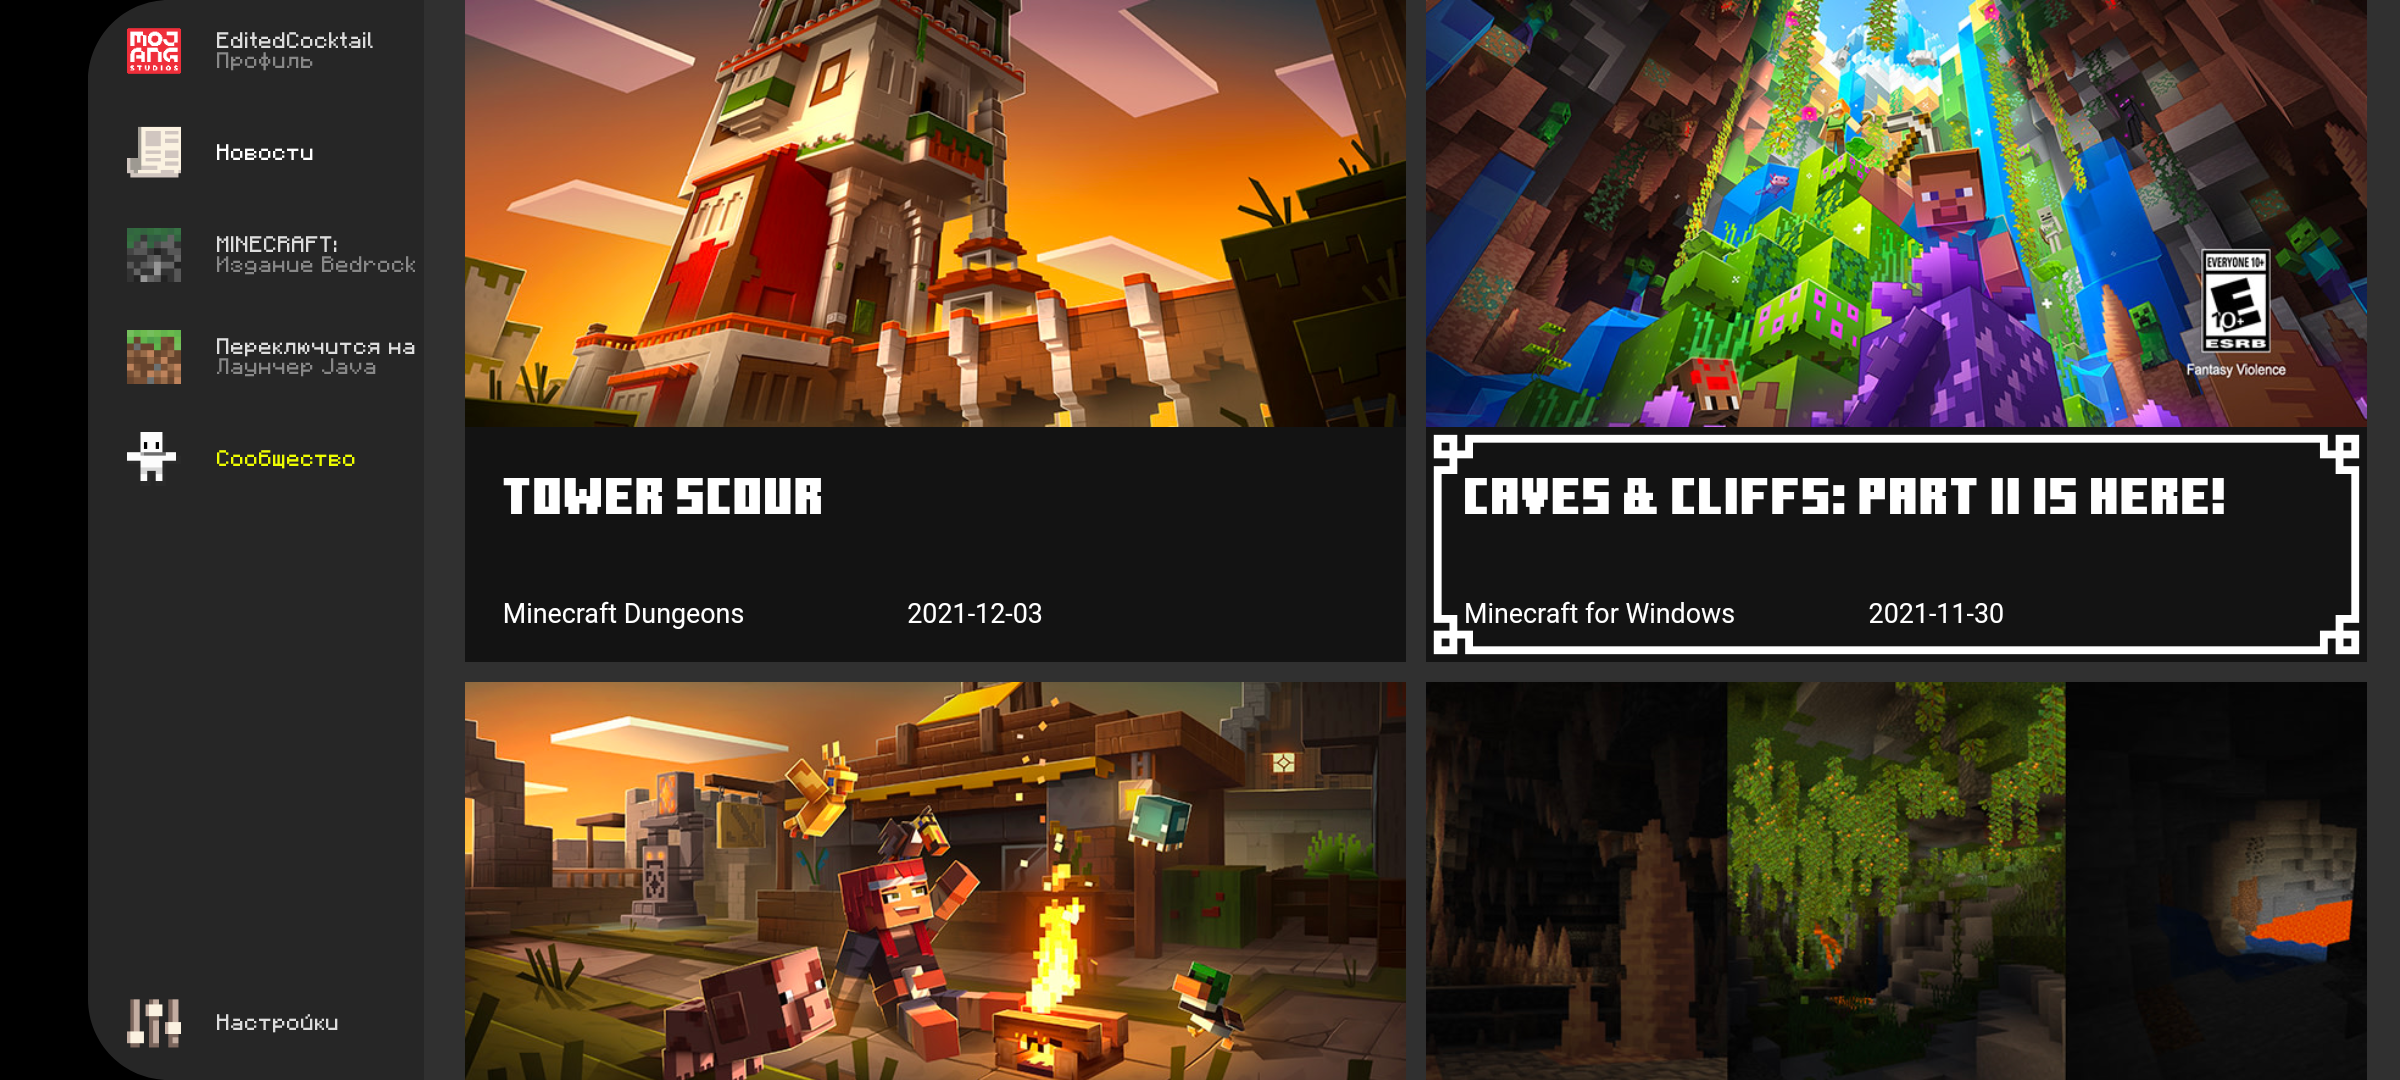 MOJ
ANG
STUDIOS
EditedCocktail
Профиль
Новости
MINECRAFT:
Издание Bedrock
Переключится на
Лаунчер Java
Сообщество
Настройки
TOWER SCOUR
Minecraft Dungeons
2021-12-03
EVERYONE 10+
E
10+
ESRB
Fantasy Violence
CAVES & CLIFFS: PART II IS HERE!
Minecraft for Windows
2021-11-30